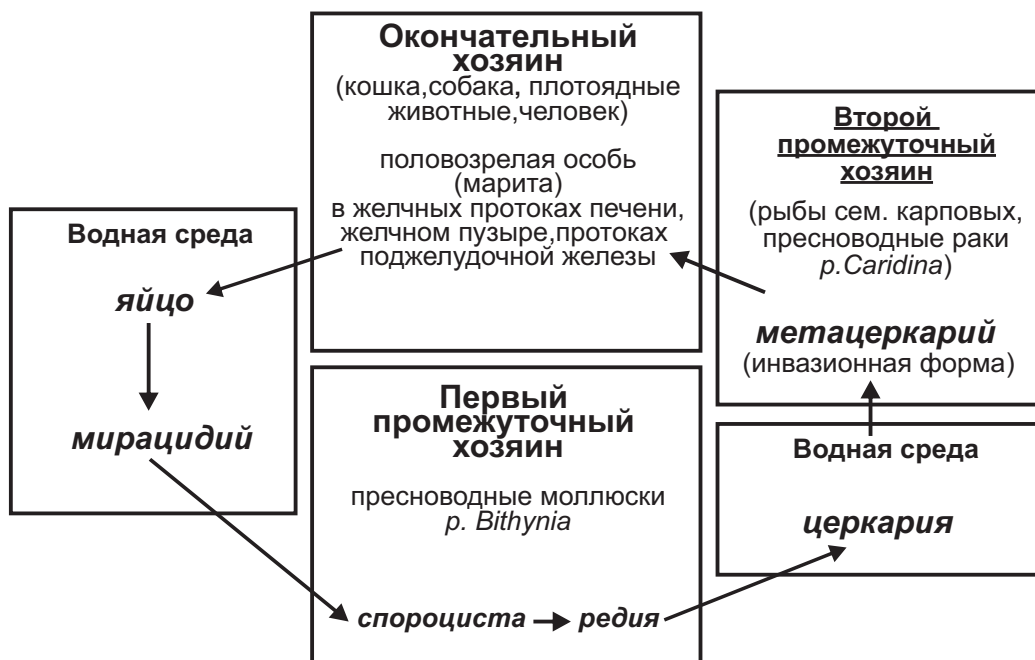 Окончательный
хозяин
(кошка,собака, плотоядные
животные,человек)
половозрелая особь
(марита)
в желчных протоках печени,
желчном пузыре,протоках
поджелудочной железы
Второй
промежуточный
хозяин
(рыбы сем. карповых,
пресноводные раки
р.Caridina)
метацеркарий
(инвазионная форма)
Водная среда
яйцо
мирацидий
Первый
промежуточный
хозяин
пресноводные моллюски
р. Bithynia
спороциста
редия
Водная среда
церкария